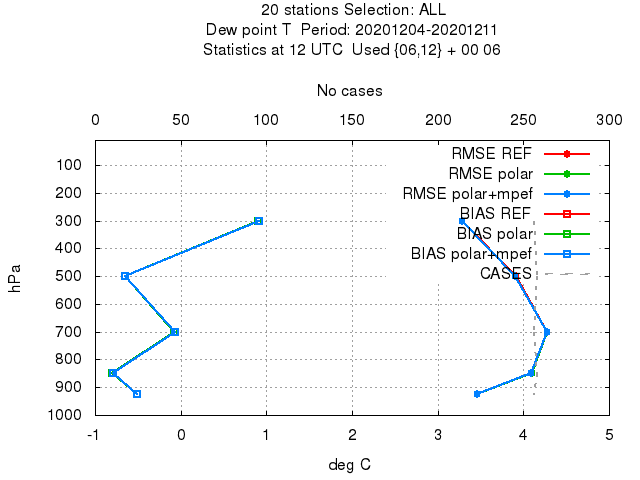 20 stations Selection: ALL
Dew point T  Period: 20201204-20201211
Statistics at 12 UTC  Used {06,12} + 00 06
No cases
0 50 100 150 200 250 300
RMSE REF
RMSE polar
RMSE polar+mpef
BIAS REF
BIAS polar
BIAS polar+mpef
CASES
100
200
300
400
500
600
700
800
900
1000
hPa
-1 0 1 2 3 4 5
deg C